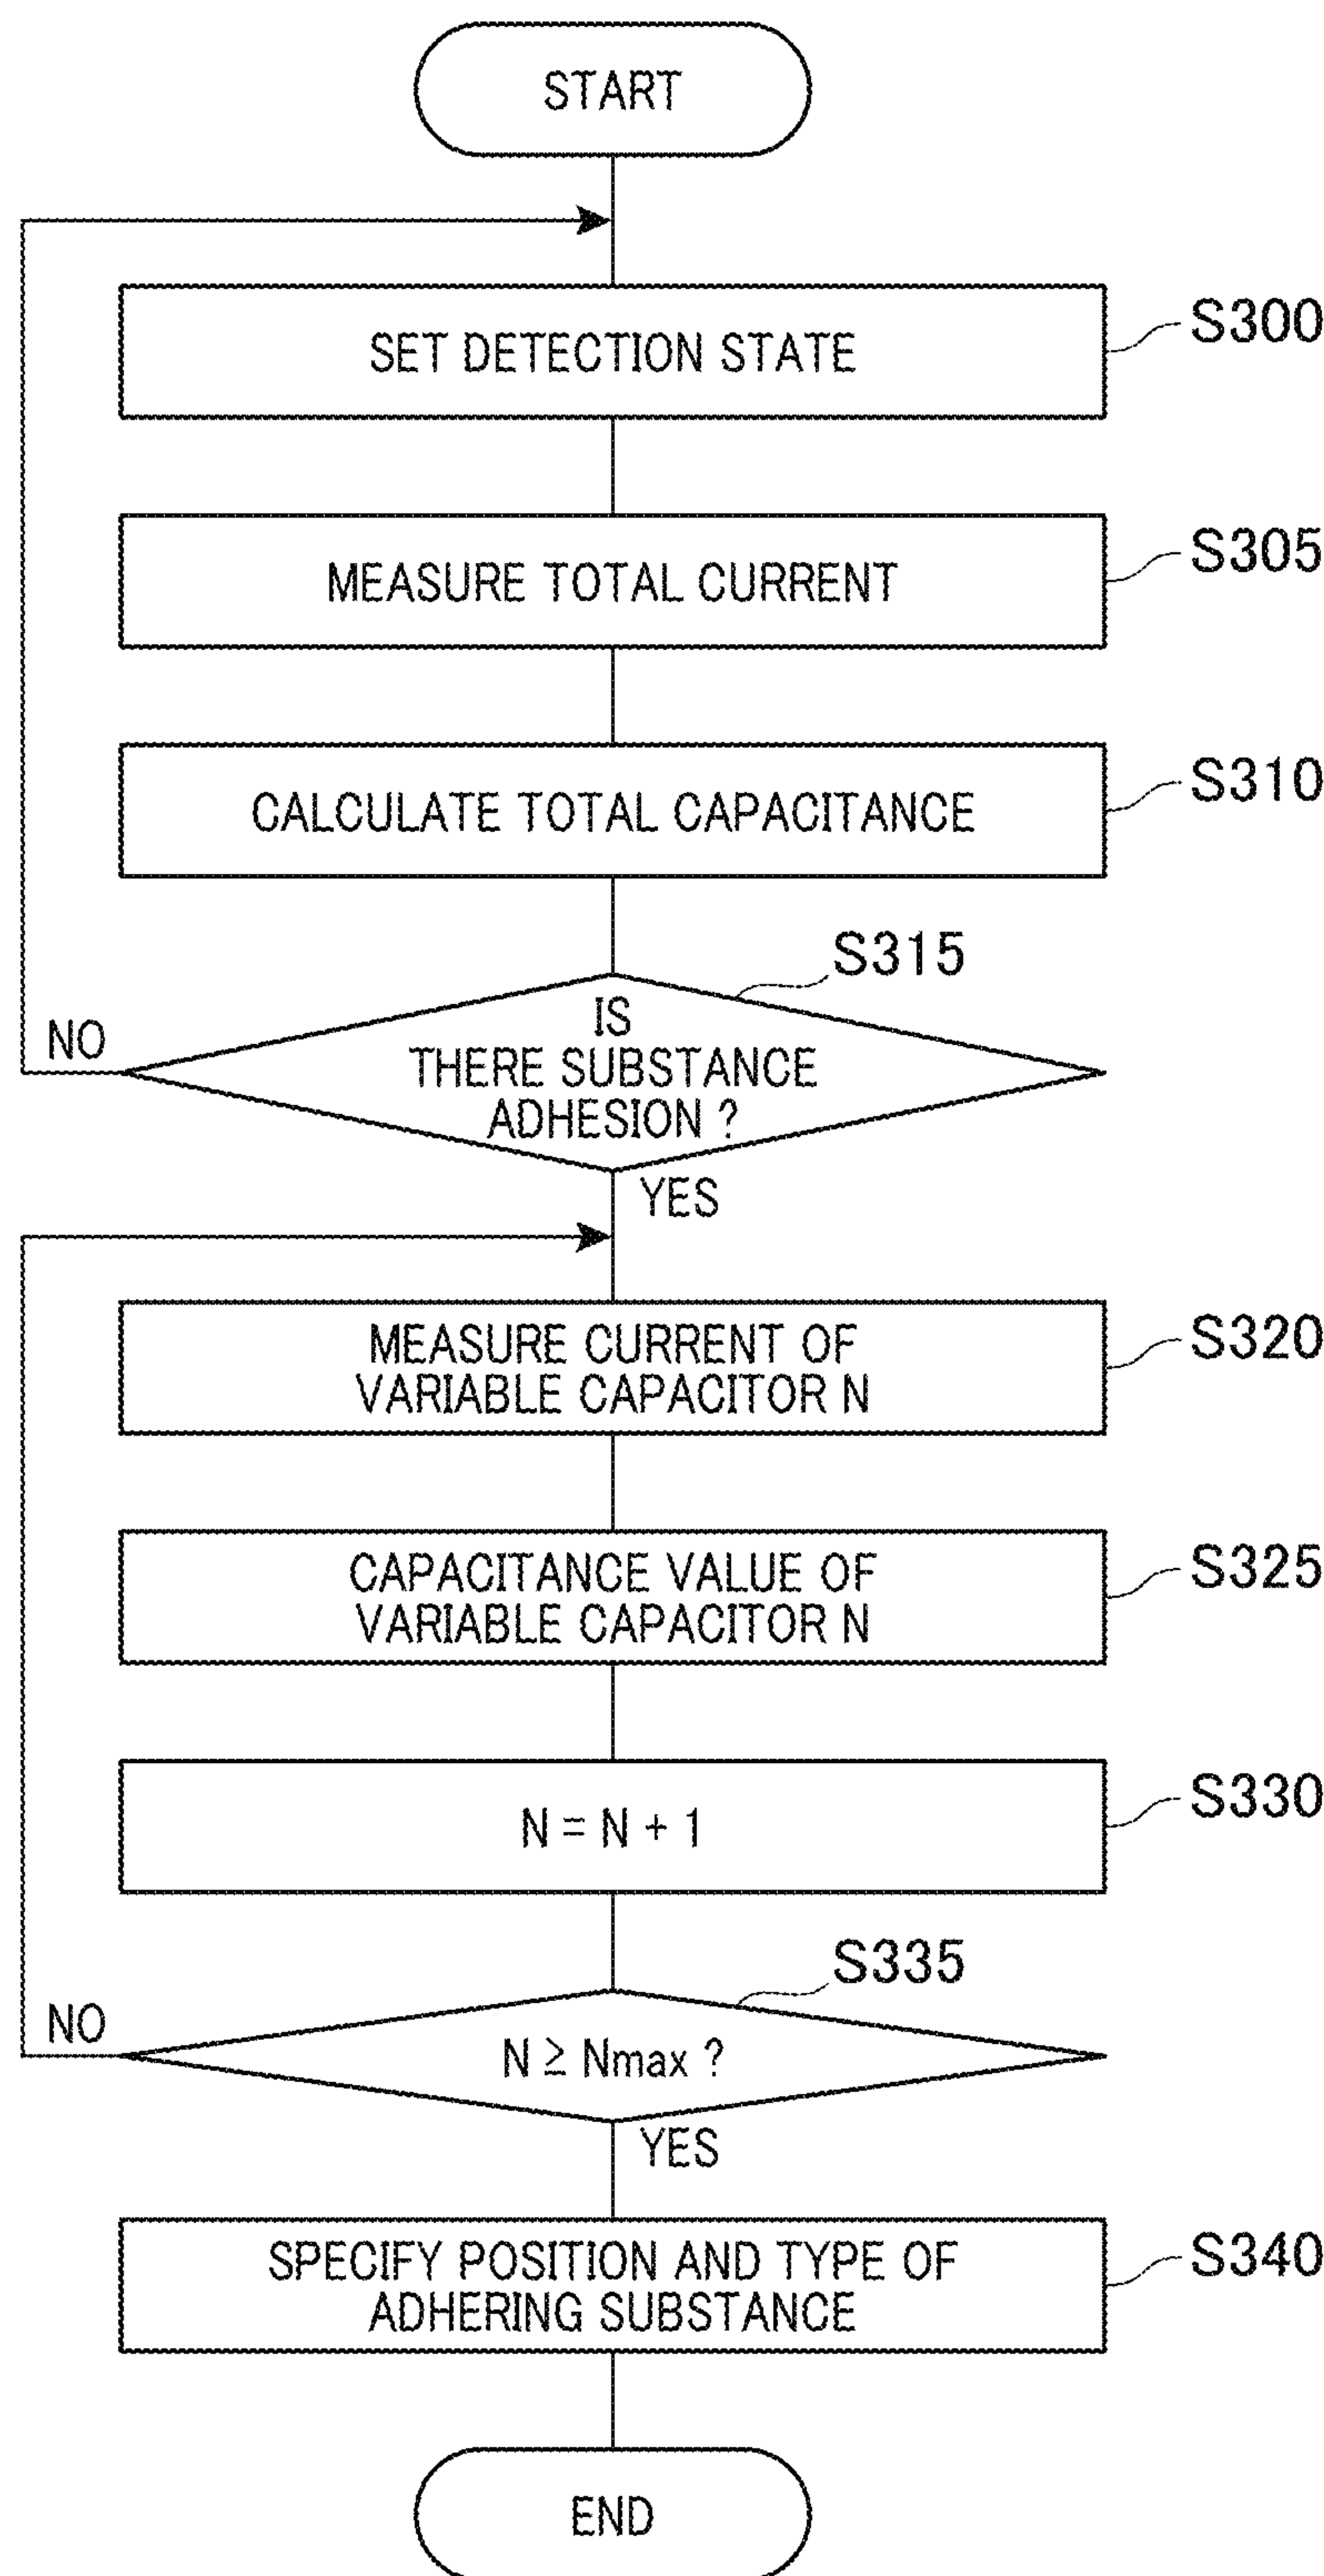 START
SET DETECTION STATE
S300
MEASURE TOTAL CURRENT
S305
CALCULATE TOTAL CAPACITANCE
S310
S315
IS
THERE SUBSTANCE
ADHESION ?
NO
YES
MEASURE CURRENT OF
VARIABLE CAPACITOR N
S320
CAPACITANCE VALUE OF
VARIABLE CAPACITOR N
S325
N = N + 1
S330
S335
N ≧ Nmax ?
NO
YES
SPECIFY POSITION AND TYPE OF
ADHERING SUBSTANCE
S340
END